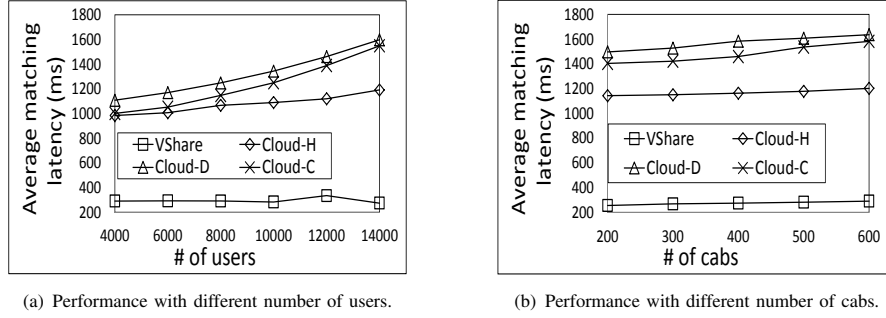 1800
1600
1400
1200
1000
800
600
400
200
Average matching
latency (ms)
VShare
Cloud-H
Cloud-D
Cloud-C
4000 6000 8000 10000 12000 14000
# of users
(a) Performance with different number of users.
1800
1600
1400
1200
1000
800
600
400
200
Average matching
latency (ms)
VShare
Cloud-H
Cloud-D
Cloud-C
200 300 400 500 600
# of cabs
(b) Performance with different number of cabs.